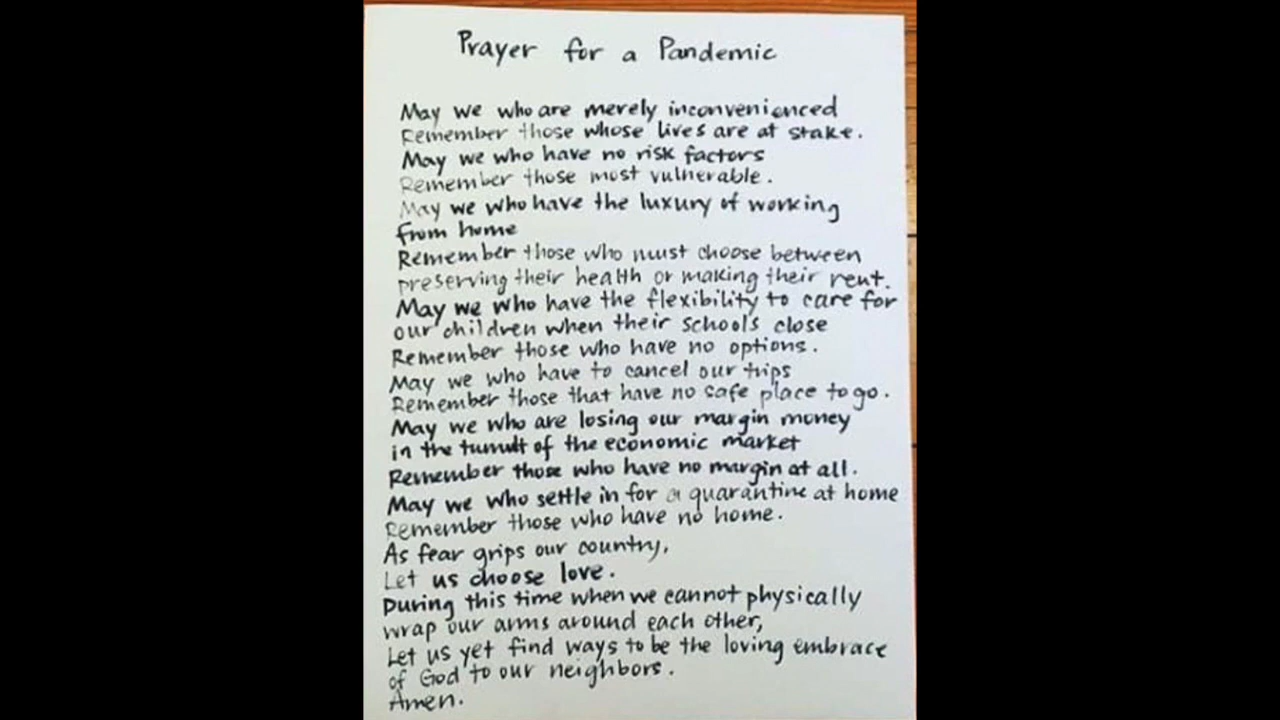 Prayer for a Pandemic
May we who are merely inconvenienced
Remember those whose lives are at stake.
May we who have no risk factors
Remember those most vulnerable.
May we who have the luxury of working
from home
Remember those who must choose between
preserving their health or making their rent.
May we who have the flexibility to care for
our children when their schools close
Remember those who have no options.
May we who have to cancel our trips
Remember those that have no safe place to go.
May we who are losing our margin money
in the tumult of the economic market
Remember those who have no margin at all.
May we who settle in for a quarantine at home
Remember those who have no home.
As fear grips our country,
Let us choose love.
During this time when we cannot physically
wrap our arms around each other,
Let us yet find ways to be the loving embrace
of God to our neighbors.
Amen.